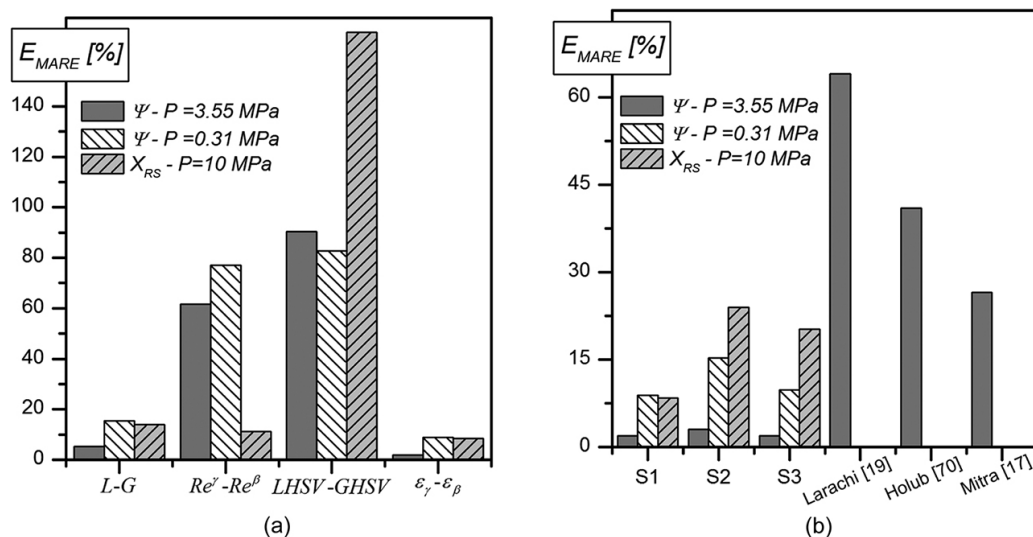 E_MARE [%]
140
120
100
80
60
40
20
0
Ψ - P =3.55 MPa
Ψ - P=0.31 MPa
X_RS - P=10 MPa
L-G
Re^γ-Re^β
LHSV-GHSV
ε_γ-ε_β
(a)
E_MARE [%]
60
45
30
15
0
Ψ - P =3.55 MPa
Ψ - P=0.31 MPa
X_RS - P=10 MPa
S1
S2
S3
Larachi [19]
Holub [70]
Mitra [17]
(b)